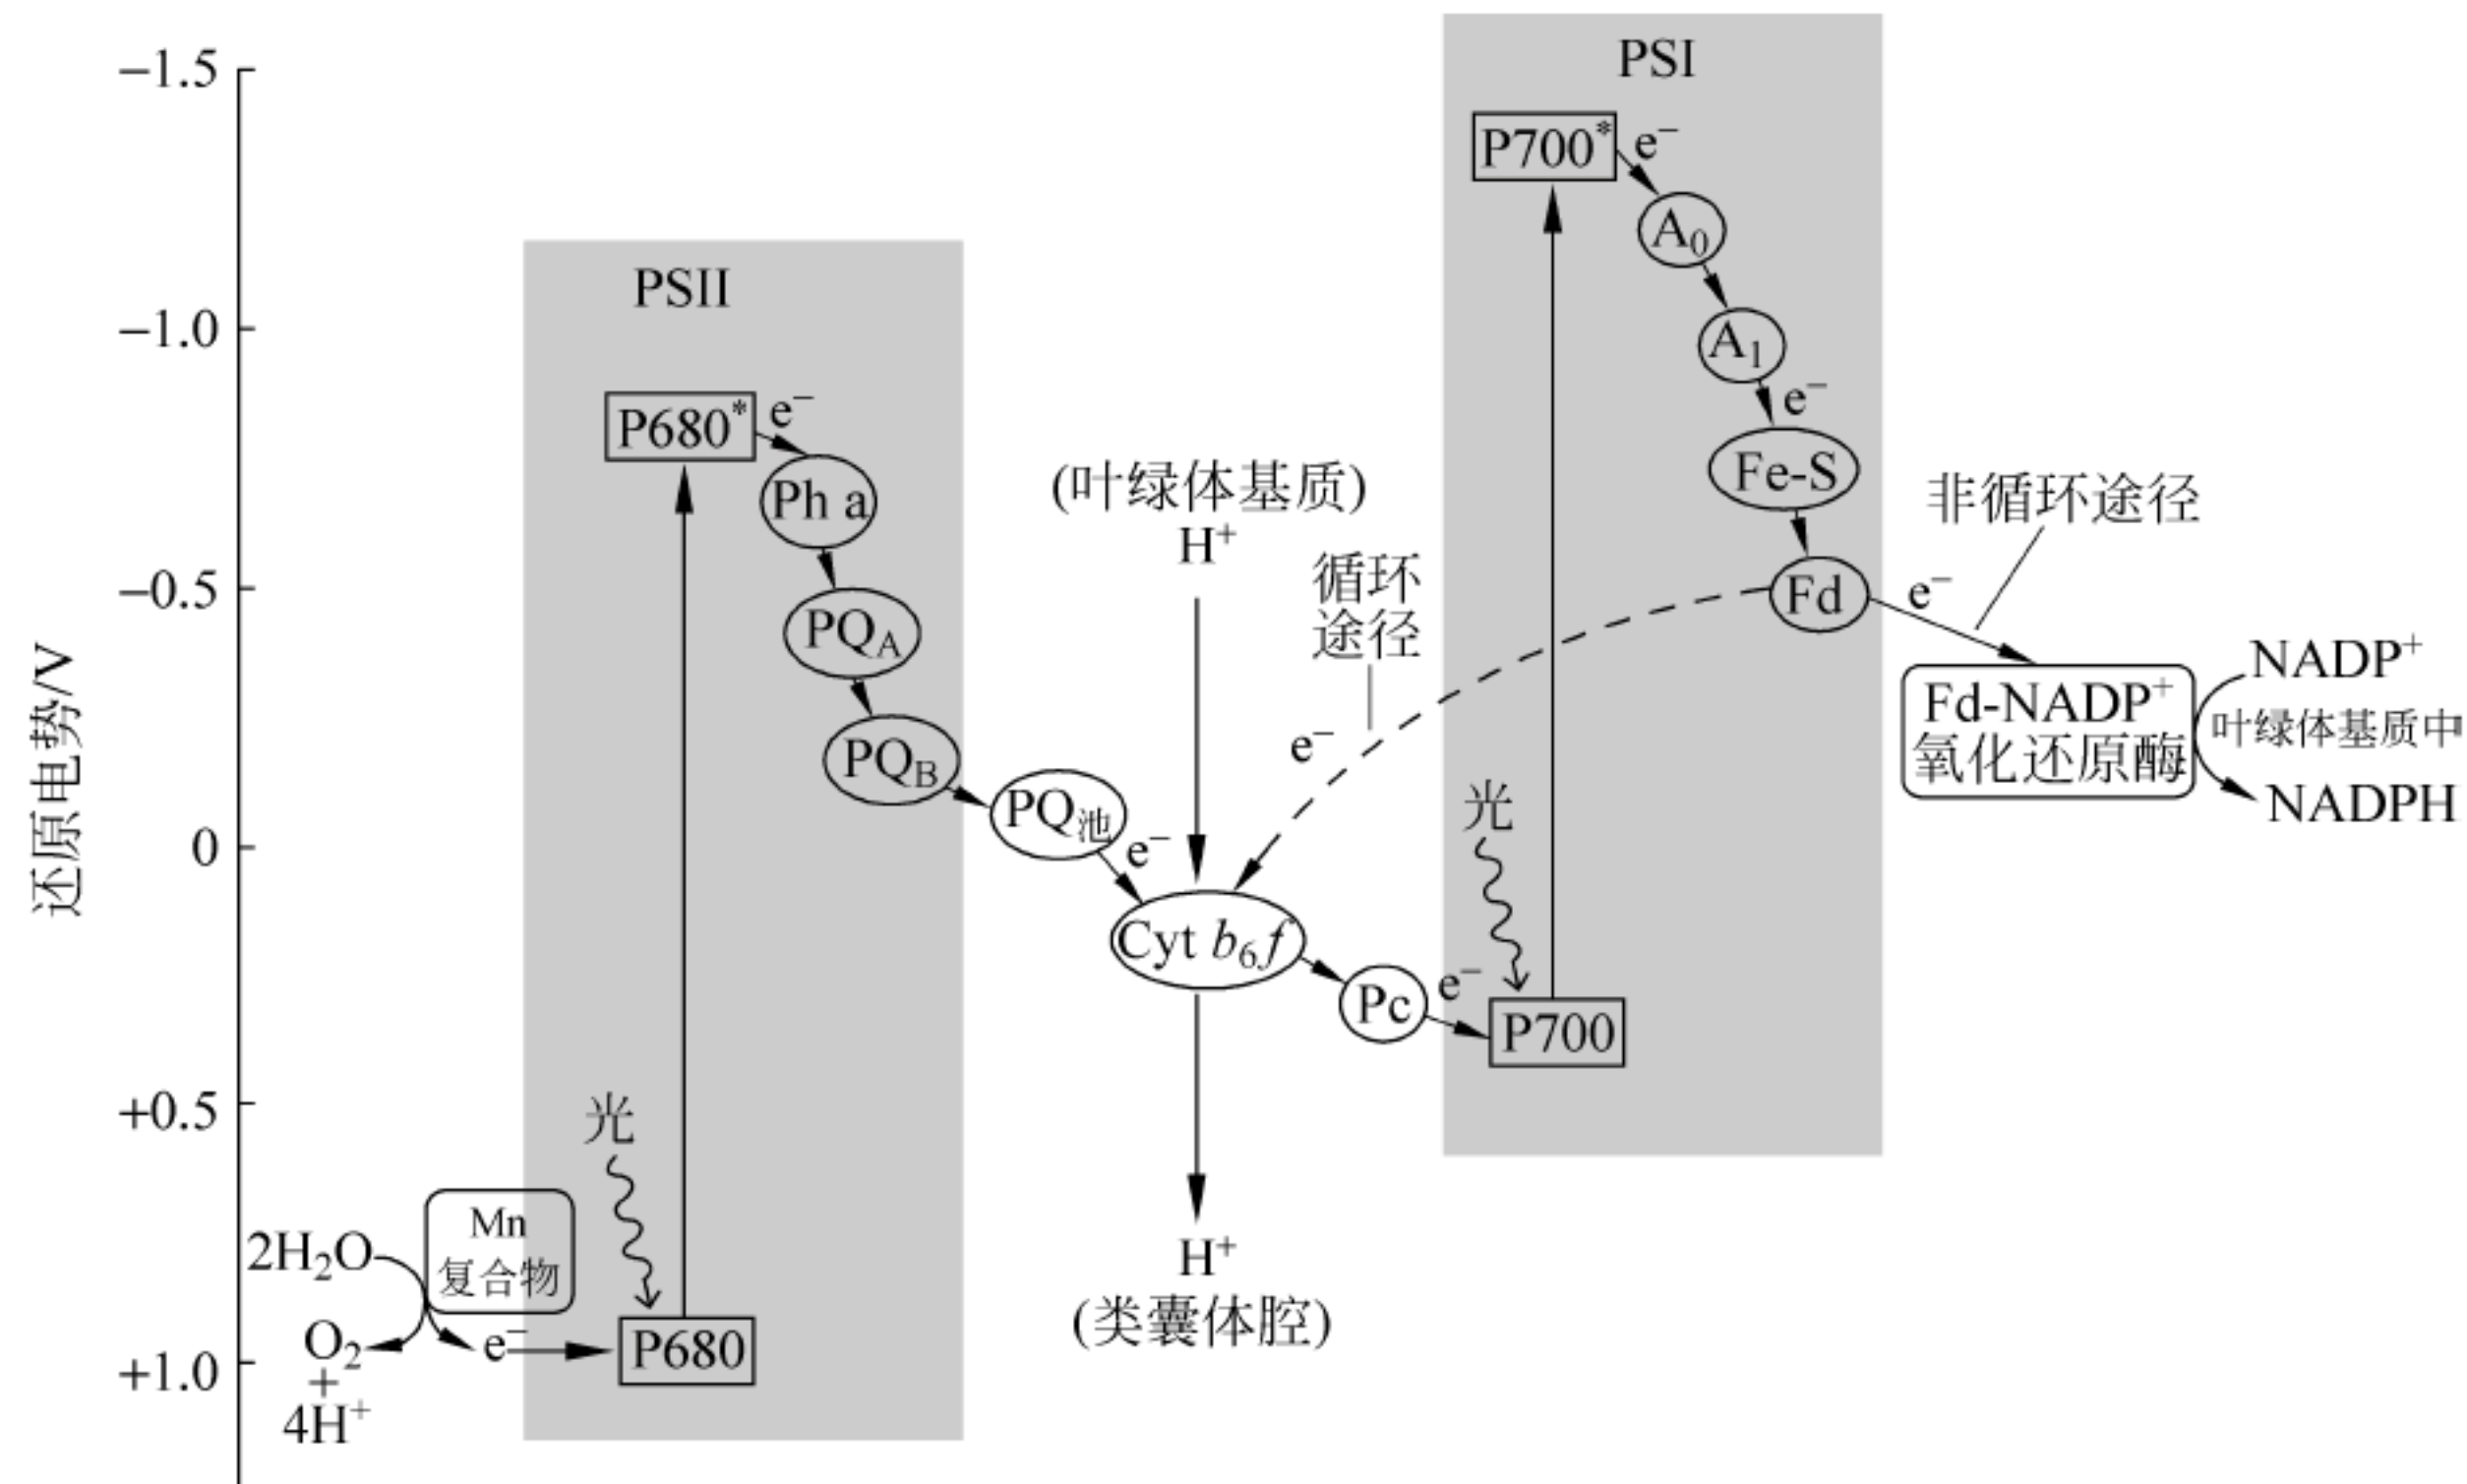 还原电势/V
−1.5
−1.0
−0.5
0
+0.5
+1.0
PSII
P680*
e⁻
Ph a
PQ_A
PQ_B
PQ_池
e⁻
光
Mn
复合物
2H₂O
O₂
+
4H⁺
e⁻
P680
(叶绿体基质)
H⁺
循环
途径
e⁻
Cyt b₆f
H⁺
(类囊体腔)
Pc
e⁻
PSI
P700*
e⁻
A₀
A₁
e⁻
Fe-S
Fd
光
P700
e⁻
非循环途径
Fd-NADP⁺
氧化还原酶
NADP⁺
叶绿体基质中
NADPH